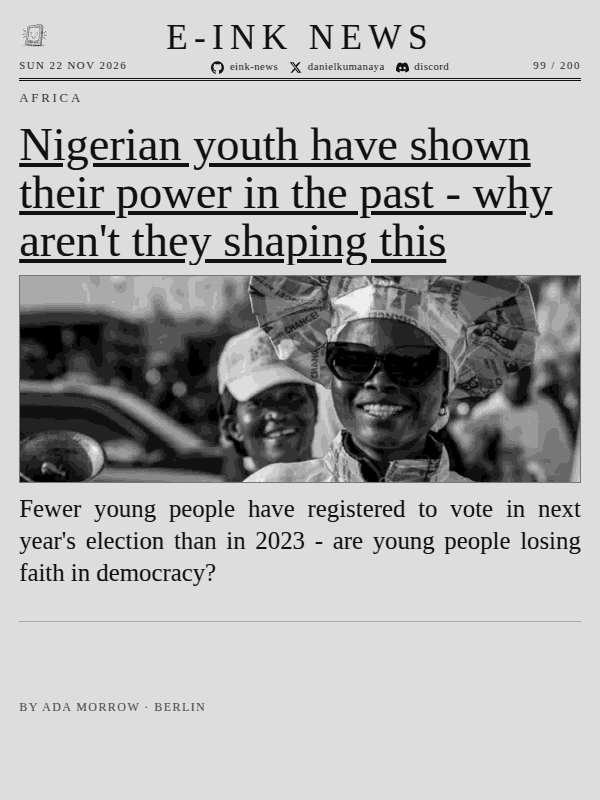 E-INK NEWS
SUN 22 NOV 2026 eink-news danielkumanaya discord 99 / 200
AFRICA
Nigerian youth have shown
their power in the past - why
aren't they shaping this
CHANGE!
Fewer young people have registered to vote in next
year's election than in 2023 - are young people losing
faith in democracy?
BY ADA MORROW · BERLIN